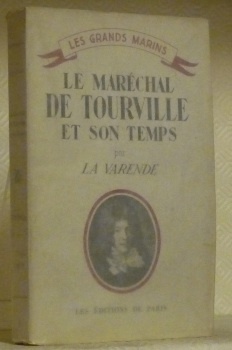 LES GRANDS MARINS
LE MARÉCHAL
DE TOURVILLE
ET SON TEMPS
par
LA VARENDE
LES ÉDITIONS DE PARIS